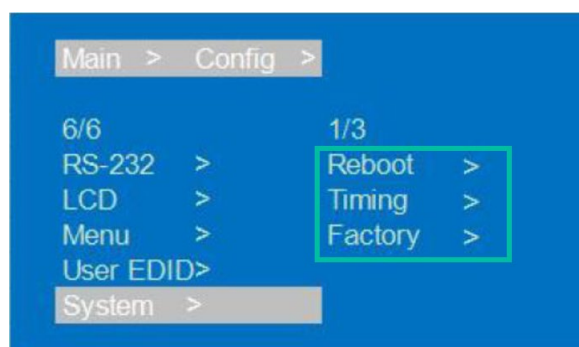 Main > Config >
6/6 1/3
RS-232 > Reboot >
LCD > Timing >
Menu > Factory >
User EDID>
System >